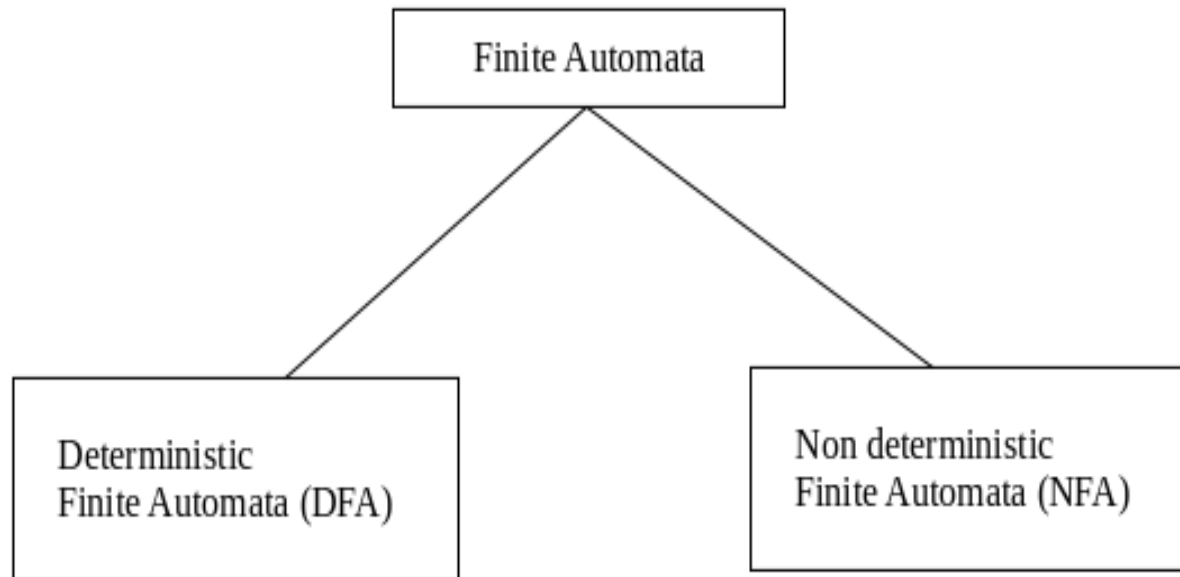 Finite Automata
Deterministic
Finite Automata (DFA)
Non deterministic
Finite Automata (NFA)